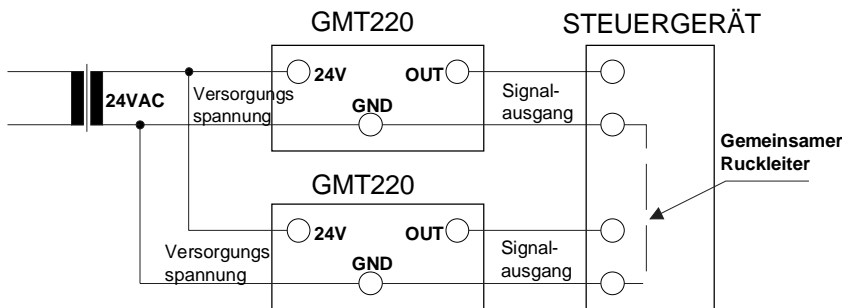 GMT220
STEUERGERÄT
24VAC
Versorgungs
spannung
24V
OUT
GND
Signal-
ausgang
Gemeinsamer
Ruckleiter
GMT220
Versorgungs
spannung
24V
OUT
GND
Signal-
ausgang